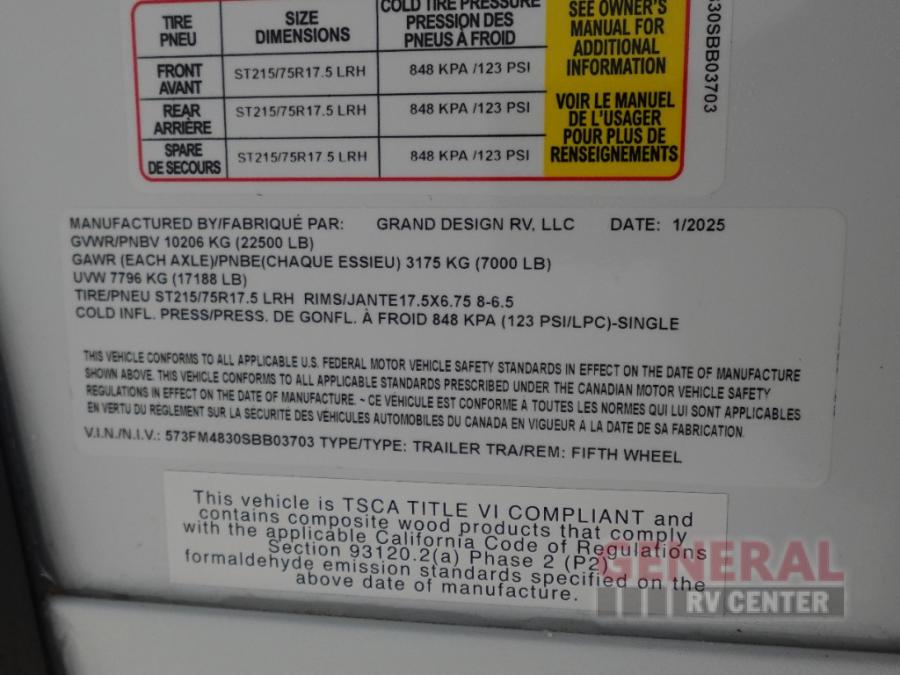 COLD TIRE PRESSURE
TIRE PNEU SIZE DIMENSIONS PRESSION DES PNEUS À FROID
SEE OWNER'S
MANUAL FOR
ADDITIONAL
INFORMATION
FRONT AVANT ST215/75R17.5 LRH 848 KPA /123 PSI
REAR ARRIÈRE ST215/75R17.5 LRH 848 KPA /123 PSI
SPARE DE SECOURS ST215/75R17.5 LRH 848 KPA /123 PSI
VOIR LE MANUEL
DE L'USAGER
POUR PLUS DE
RENSEIGNEMENTS
830SBB03703
MANUFACTURED BY/FABRIQUÉ PAR: GRAND DESIGN RV, LLC DATE: 1/2025
GVWR/PNBV 10206 KG (22500 LB)
GAWR (EACH AXLE)/PNBE(CHAQUE ESSIEU) 3175 KG (7000 LB)
UVW 7796 KG (17188 LB)
TIRE/PNEU ST215/75R17.5 LRH RIMS/JANTE17.5X6.75 8-6.5
COLD INFL. PRESS/PRESS. DE GONFL. À FROID 848 KPA (123 PSI/LPC)-SINGLE
THIS VEHICLE CONFORMS TO ALL APPLICABLE U.S. FEDERAL MOTOR VEHICLE SAFETY STANDARDS IN EFFECT ON THE DATE OF MANUFACTURE
SHOWN ABOVE. THIS VEHICLE CONFORMS TO ALL APPLICABLE STANDARDS PRESCRIBED UNDER THE CANADIAN MOTOR VEHICLE SAFETY
REGULATIONS IN EFFECT ON THE DATE OF MANUFACTURE. ~ CE VÉHICULE EST CONFORME À TOUTES LES NORMES QUI LUI SONT APPLICABLES
EN VERTU DU RÈGLEMENT SUR LA SÉCURITÉ DES VÉHICULES AUTOMOBILES DU CANADA EN VIGUEUR A LA DATE DE SA FABRICATION.
V.I.N./N.I.V.: 573FM4830SBB03703 TYPE/TYPE: TRAILER TRA/REM: FIFTH WHEEL
This vehicle is TSCA TITLE VI COMPLIANT and
contains composite wood products that comply
with the applicable California Code of Regulations
Section 93120.2(a) Phase 2 (P2)
formaldehyde emission standards specified on the
above date of manufacture.
GENERAL
RV CENTER